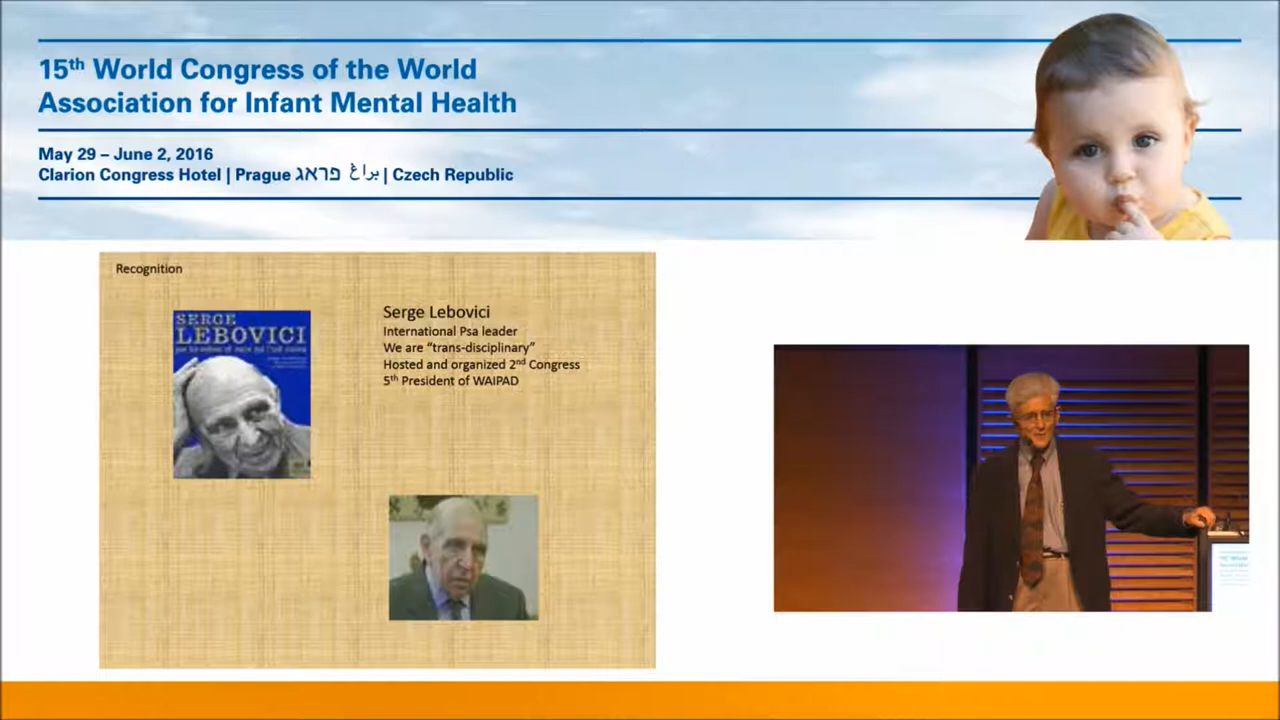 15th World Congress of the World
Association for Infant Mental Health
May 29 – June 2, 2016
Clarion Congress Hotel | Prague פראג براغ | Czech Republic
Recognition
SERGE
LEBOVICI
Serge Lebovici
International Psa leader
We are “trans-disciplinary”
Hosted and organized 2nd Congress
5th President of WAIPAD